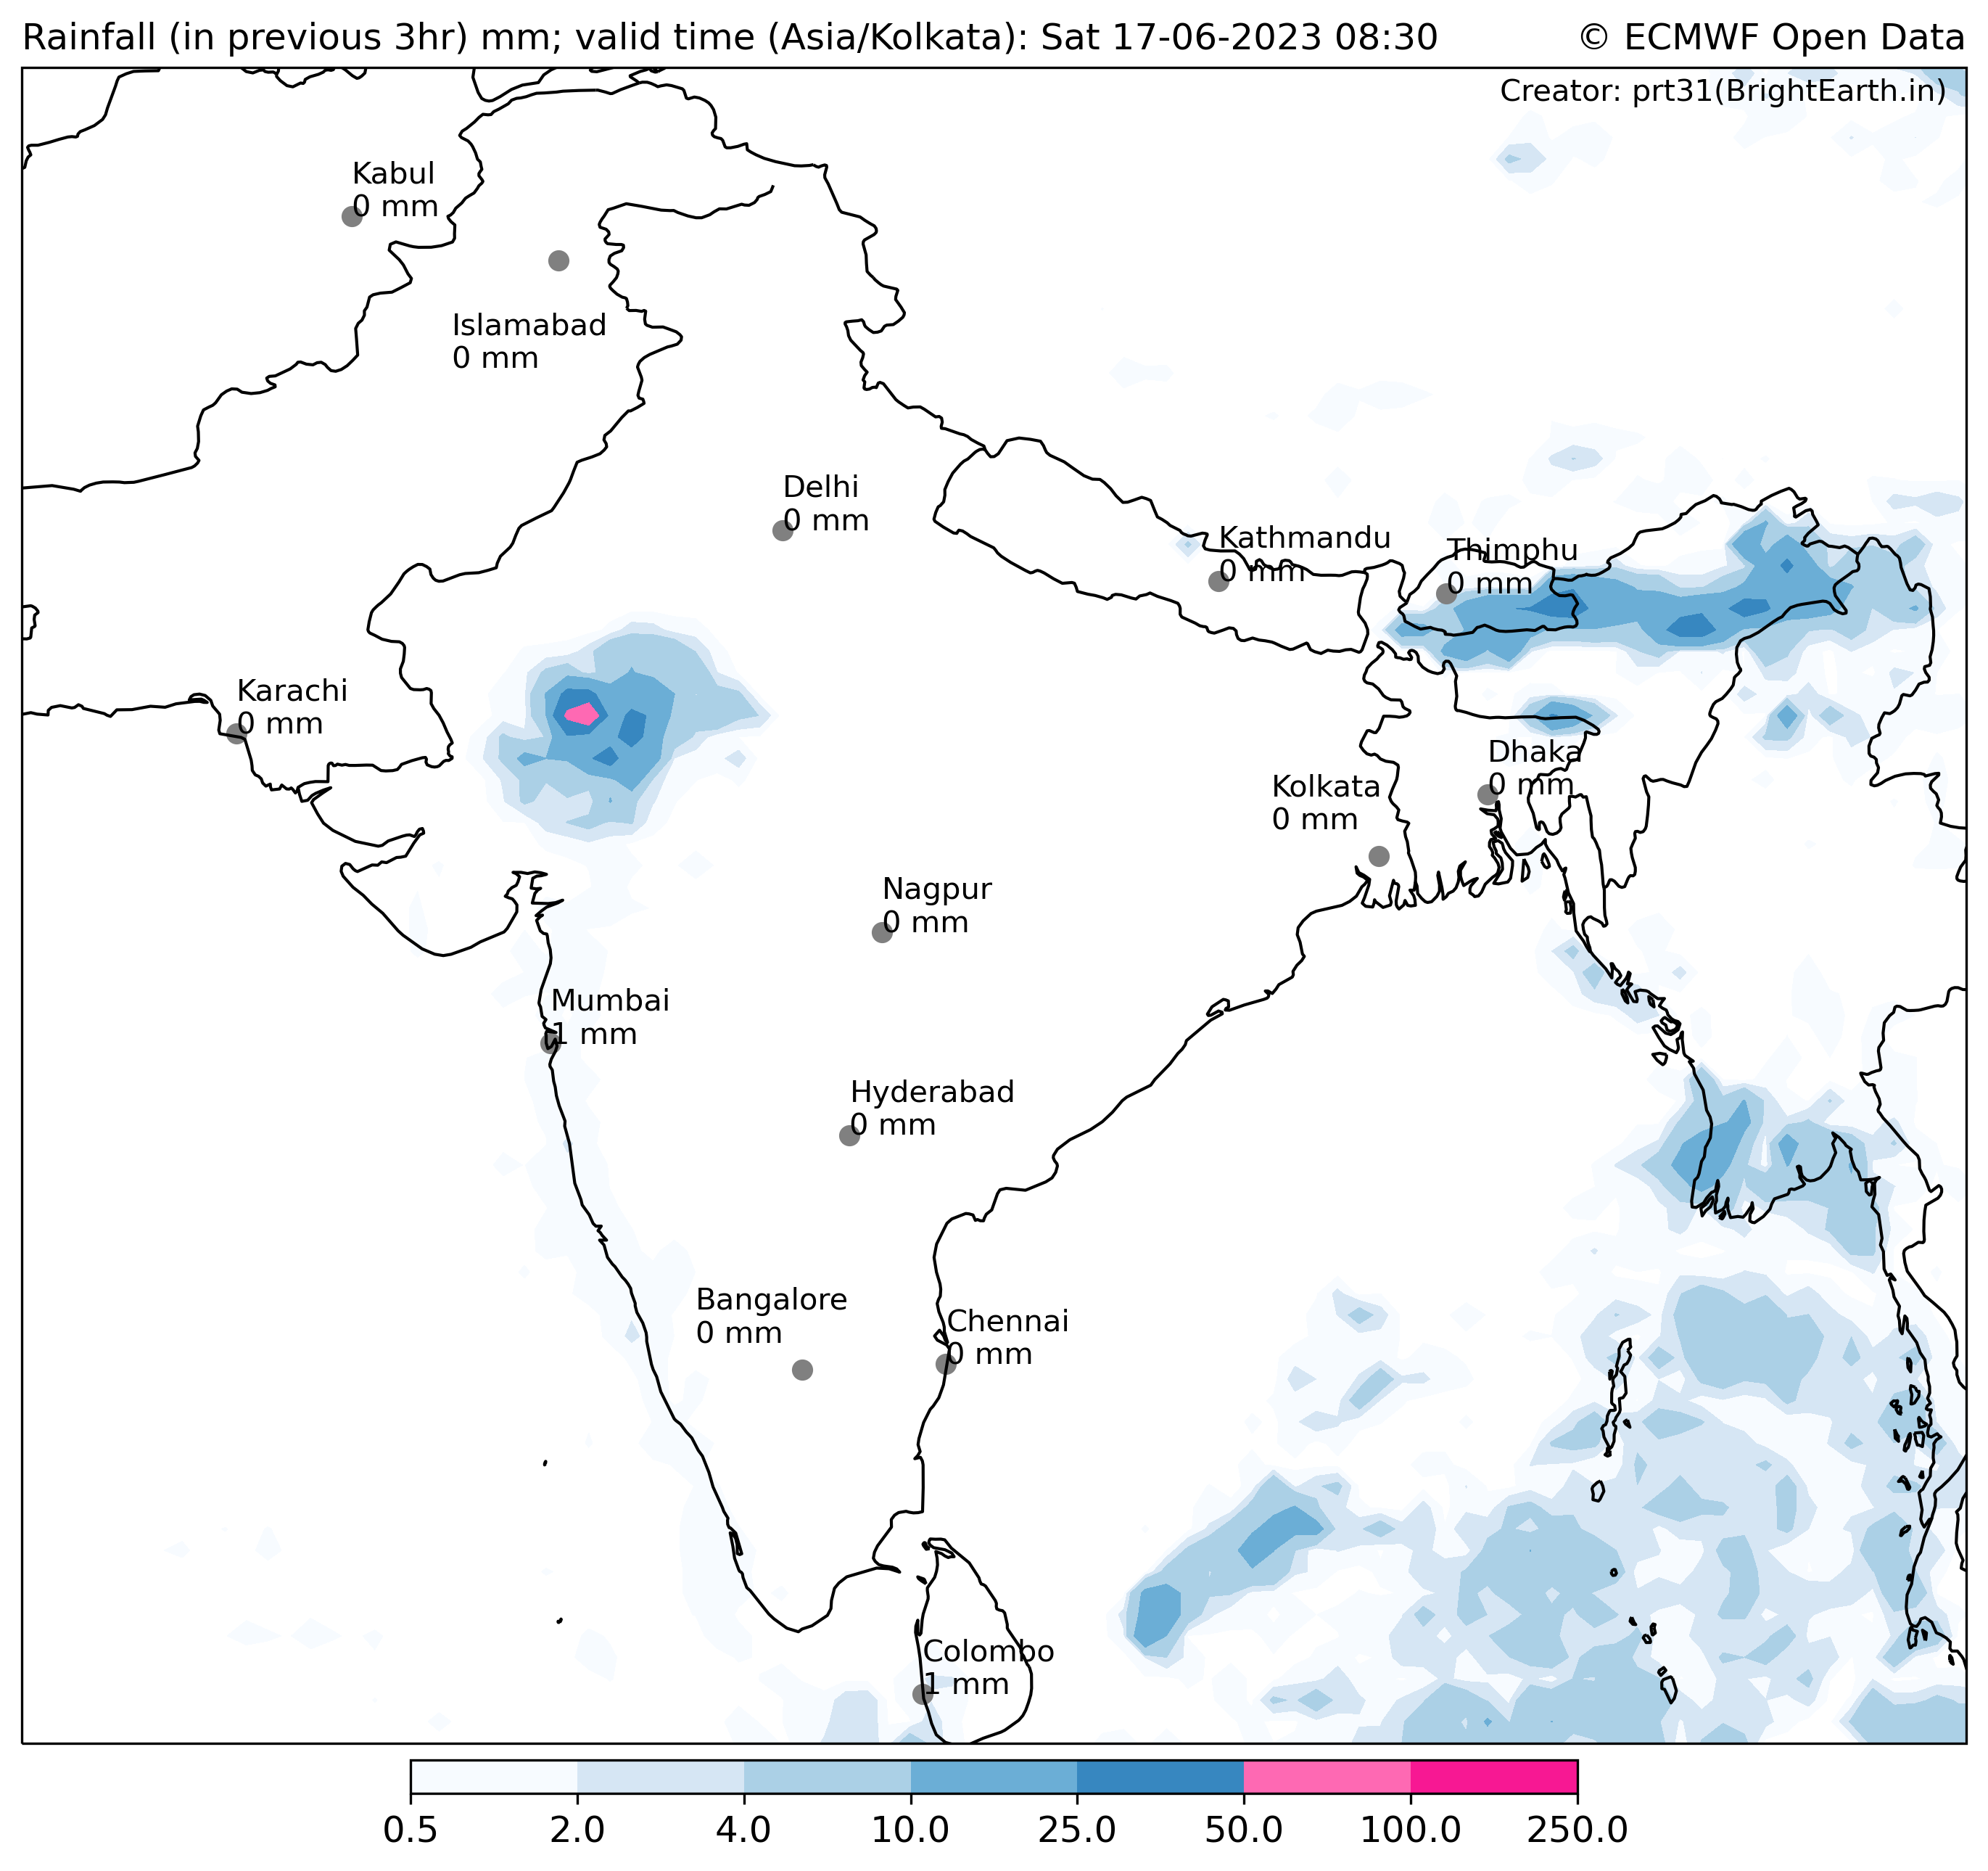 Rainfall (in previous 3hr) mm; valid time (Asia/Kolkata): Sat 17-06-2023 08:30
© ECMWF Open Data
Creator: prt31(BrightEarth.in)
Kabul
0 mm
Islamabad
0 mm
Delhi
0 mm
Kathmandu
0 mm
Thimphu
0 mm
Karachi
0 mm
Dhaka
0 mm
Kolkata
0 mm
Nagpur
0 mm
Mumbai
1 mm
Hyderabad
0 mm
Bangalore
0 mm
Chennai
0 mm
Colombo
1 mm
0.5 2.0 4.0 10.0 25.0 50.0 100.0 250.0